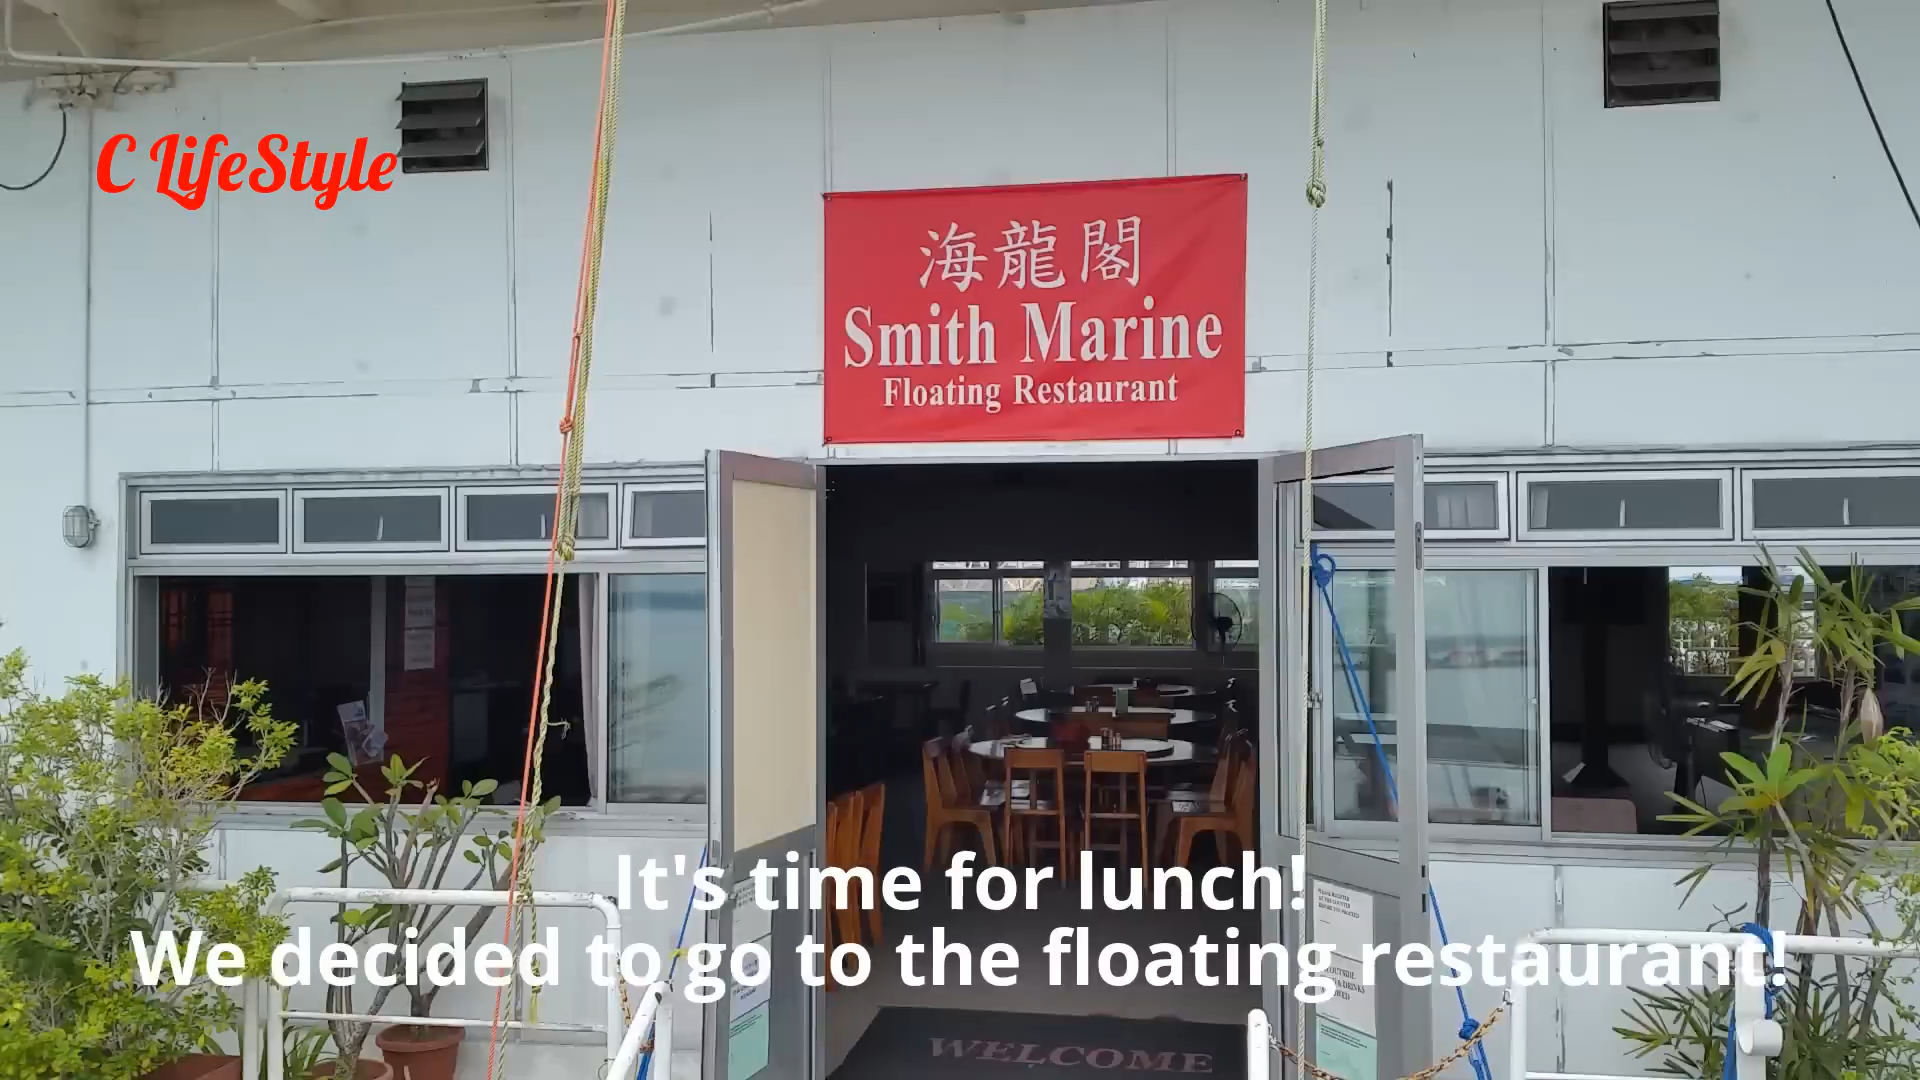 C LifeStyle
海龍閣
Smith Marine
Floating Restaurant
It's time for lunch!
We decided to go to the floating restaurant!
WELCOME